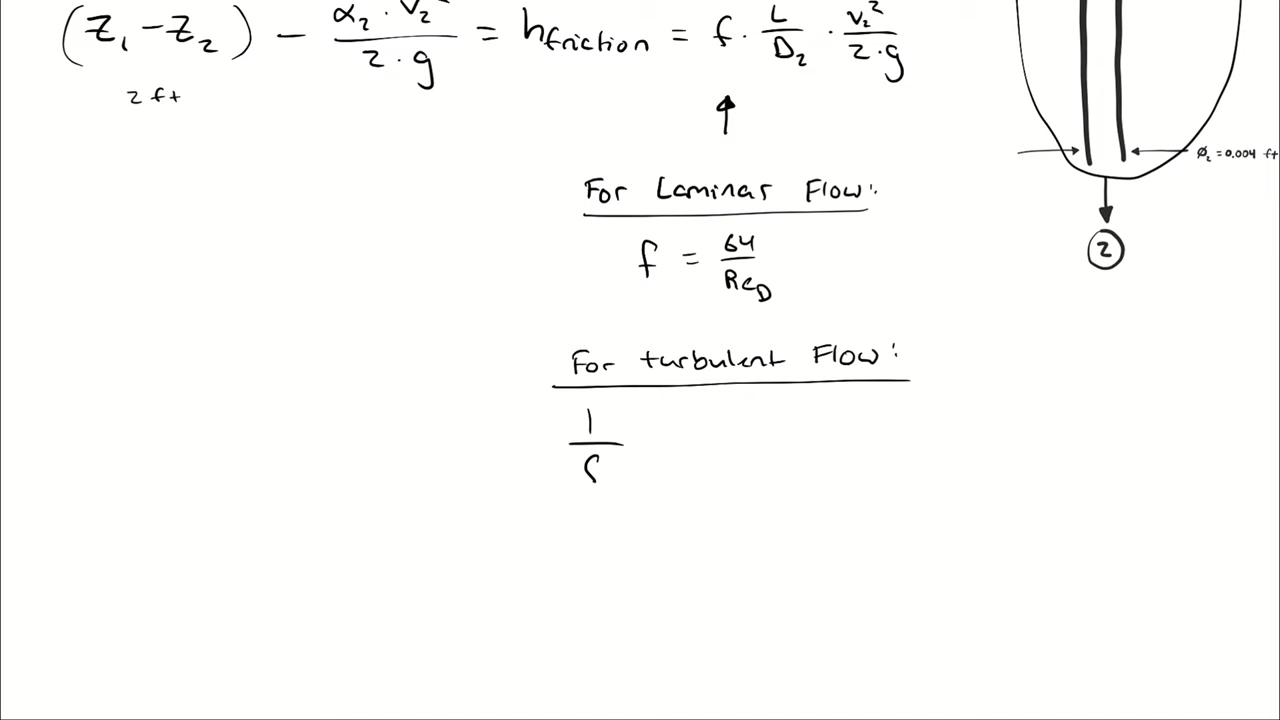 (Z₁ - Z₂) - α₂ · V₂² / 2 · g = hfriction = f · L / D₂ · V₂² / 2 · g
2 ft
Ø₂ = 0.004 ft
For Laminar Flow:
2
f = 64 / Re_D
For turbulent Flow:
1